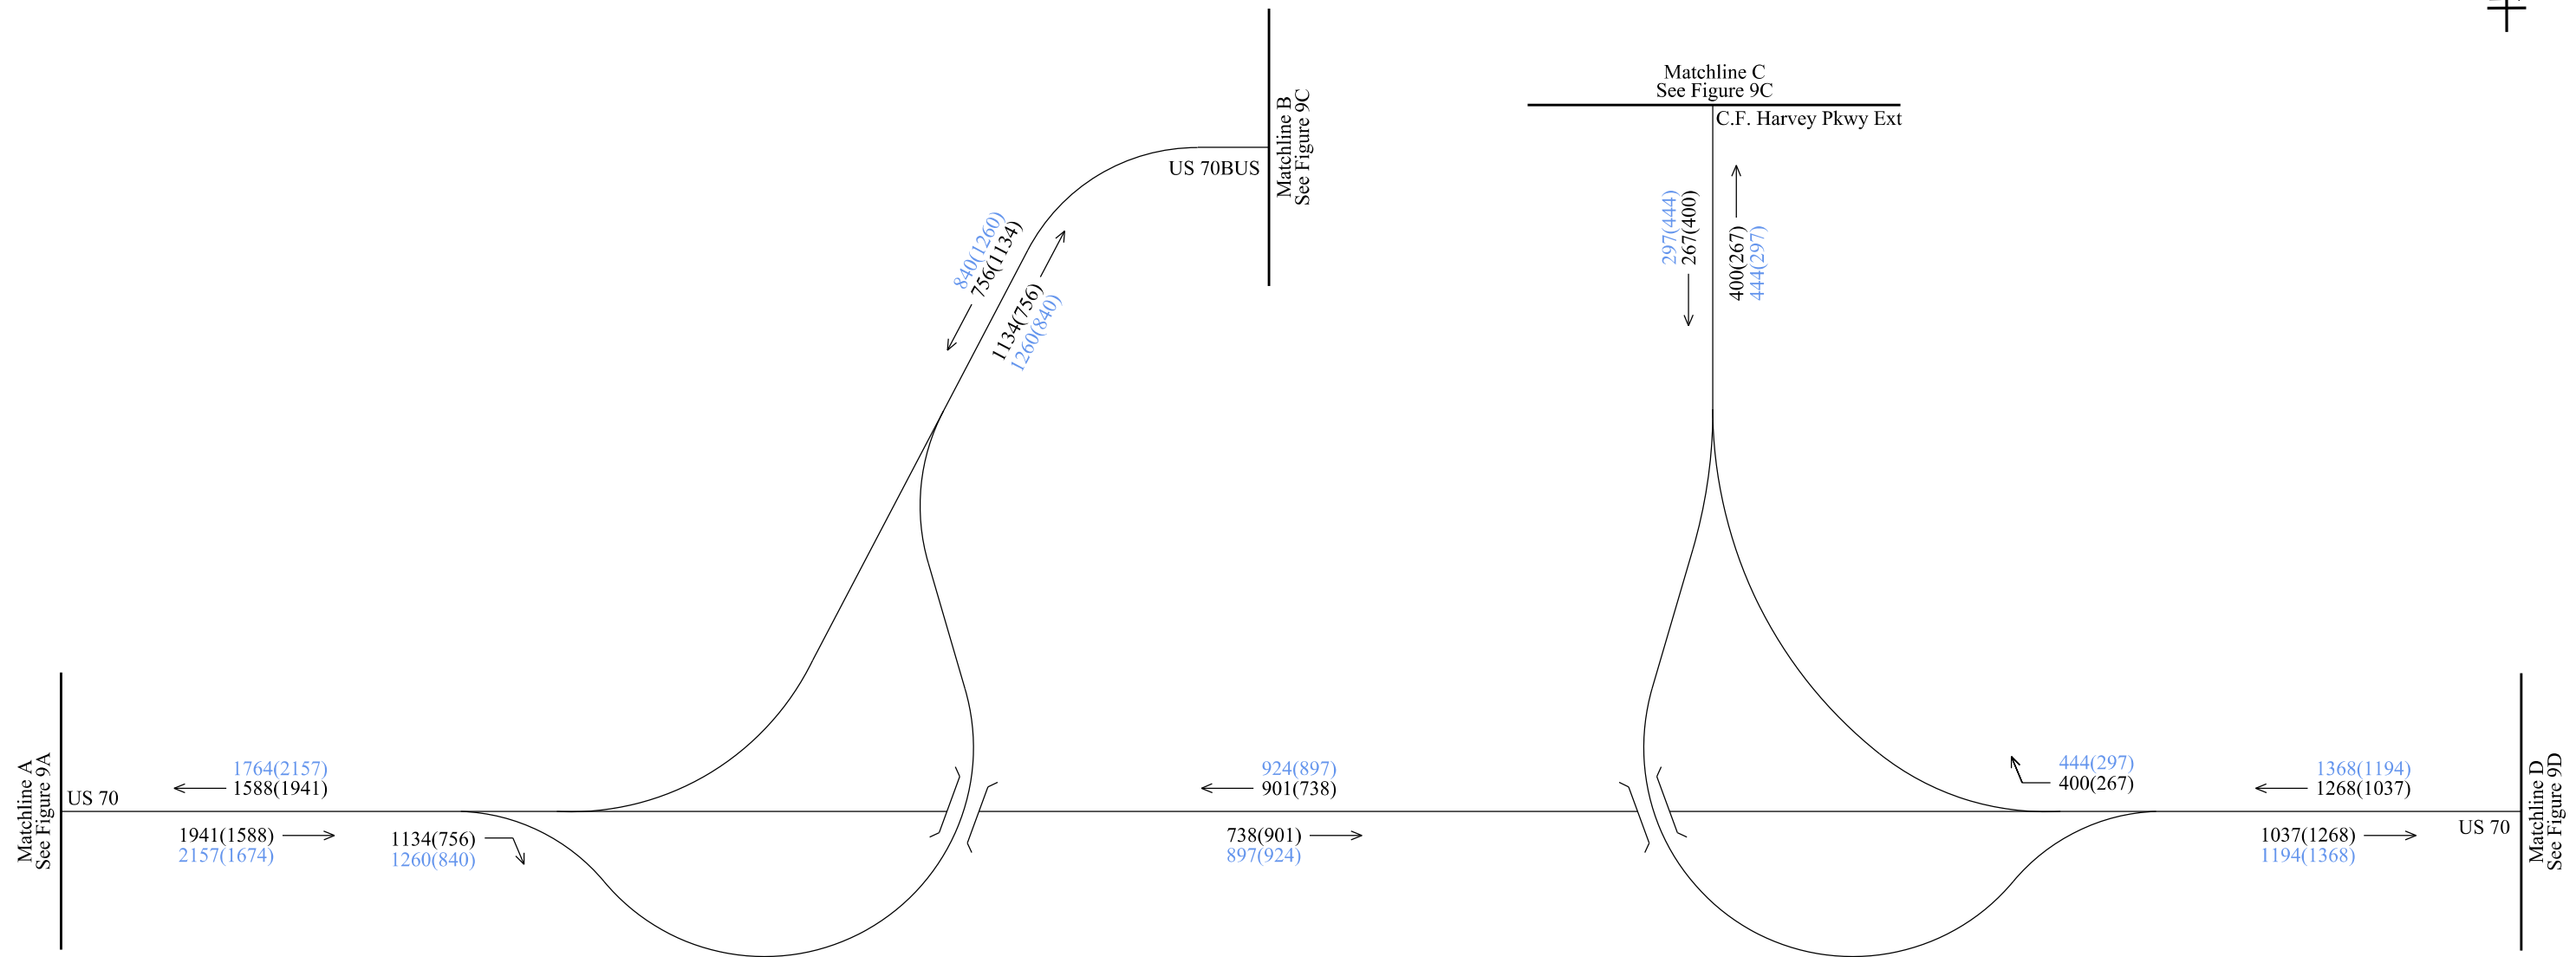 Matchline C
See Figure 9C
C.F. Harvey Pkwy Ext
Matchline B
See Figure 9C
US 70BUS
840(1260)
756(1134)
1134(756)
1260(840)
297(444)
267(400)
400(267)
444(297)
Matchline A
See Figure 9A
US 70
1764(2157)
1588(1941)
1941(1588)
2157(1674)
1134(756)
1260(840)
924(897)
901(738)
738(901)
897(924)
444(297)
400(267)
1368(1194)
1268(1037)
1037(1268)
1194(1368)
US 70
Matchline D
See Figure 9D